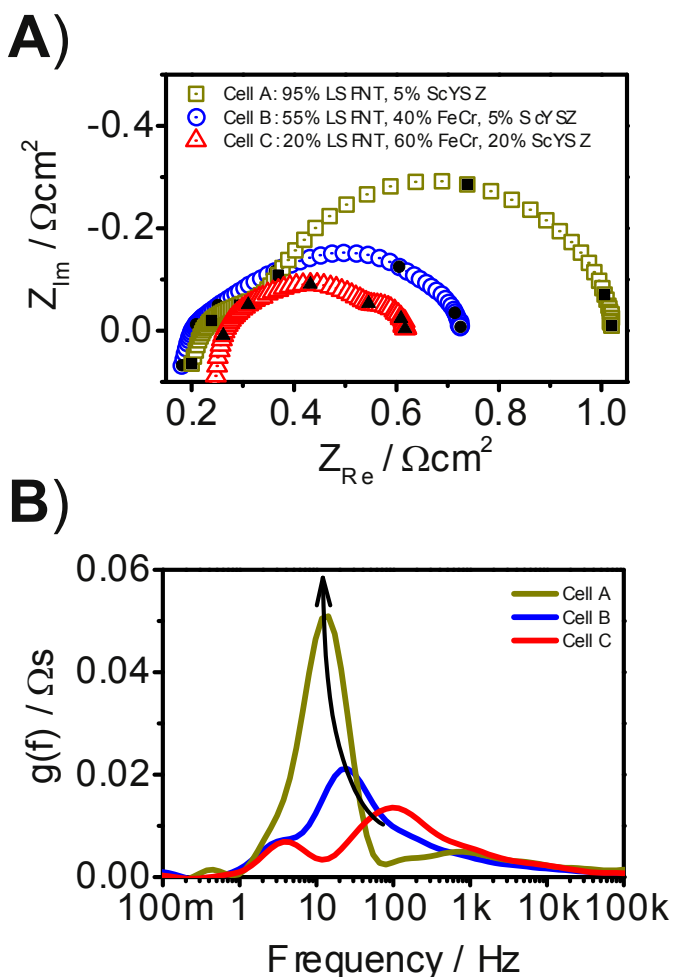 A)
Cell A: 95% LSFNT, 5% ScYSZ
Cell B: 55% LSFNT, 40% FeCr, 5% ScYSZ
Cell C: 20% LSFNT, 60% FeCr, 20% ScYSZ
-0.4
-0.2
0.0
Z_Im / Ωcm²
0.2 0.4 0.6 0.8 1.0
Z_Re / Ωcm²
B)
0.06
0.04
0.02
0.00
g(f) / Ωs
Cell A
Cell B
Cell C
100m 1 10 100 1k 10k 100k
Frequency / Hz